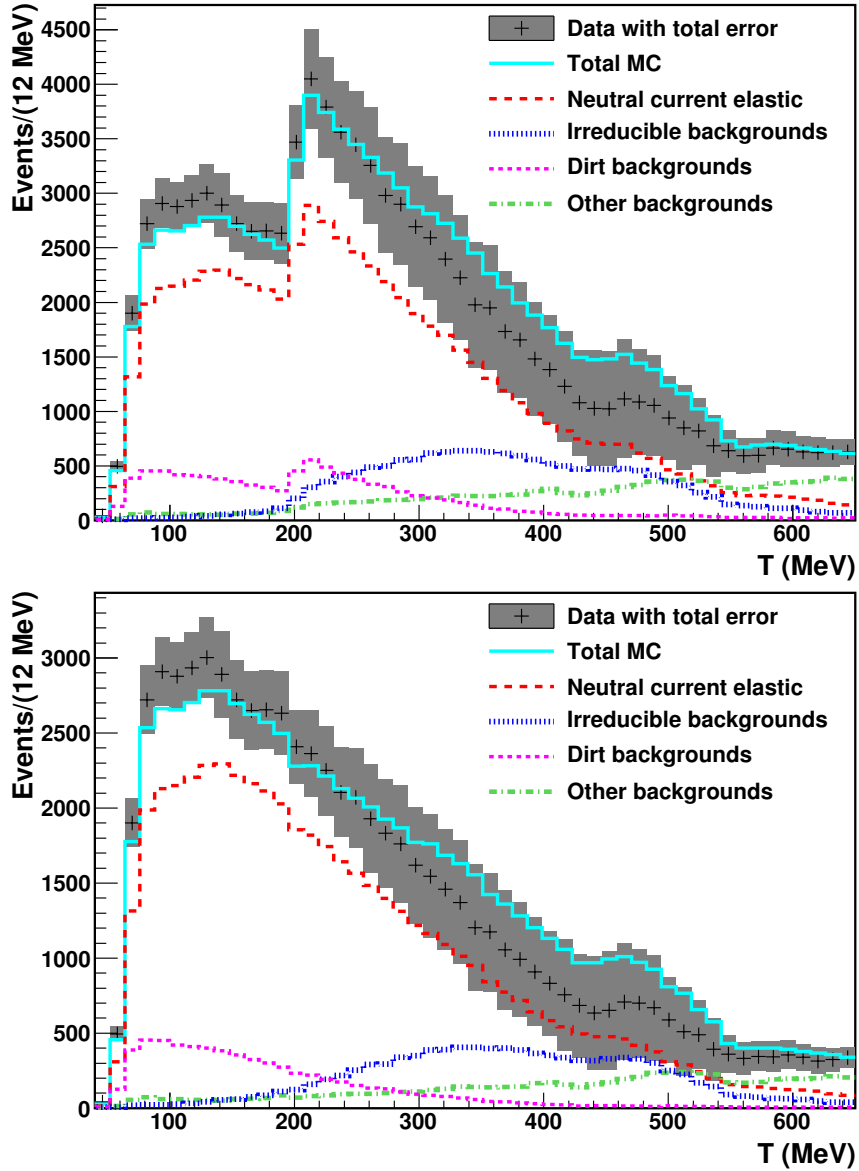 Events/(12 MeV)
4500
4000
3500
3000
2500
2000
1500
1000
500
0
Data with total error
Total MC
Neutral current elastic
Irreducible backgrounds
Dirt backgrounds
Other backgrounds
100 200 300 400 500 600
T (MeV)
Events/(12 MeV)
3000
2500
2000
1500
1000
500
0
Data with total error
Total MC
Neutral current elastic
Irreducible backgrounds
Dirt backgrounds
Other backgrounds
100 200 300 400 500 600
T (MeV)